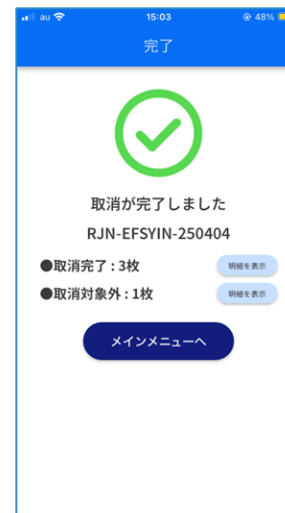 au 15:03 48%
完了
取消が完了しました
RJN-EFSYIN-250404
●取消完了：3枚 明細を表示
●取消対象外：1枚 明細を表示
メインメニューへ